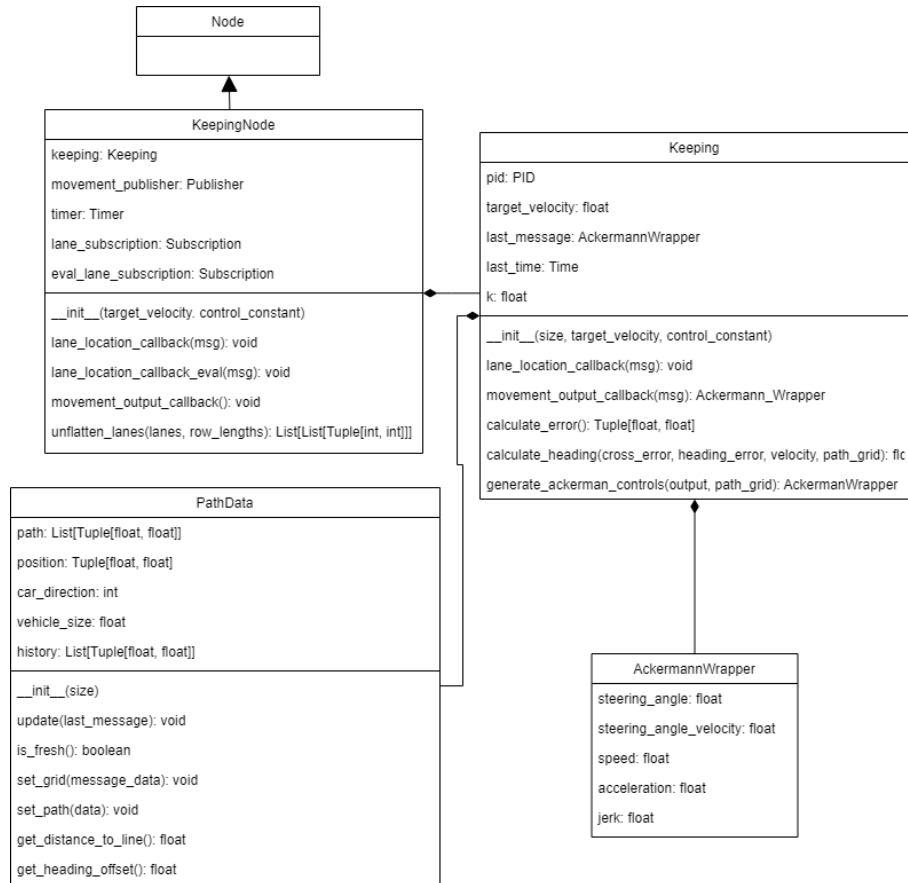 Node
KeepingNode
keeping: Keeping
movement_publisher: Publisher
timer: Timer
lane_subscription: Subscription
eval_lane_subscription: Subscription
__init__(target_velocity. control_constant)
lane_location_callback(msg): void
lane_location_callback_eval(msg): void
movement_output_callback(): void
unflatten_lanes(lanes, row_lengths): List[List[Tuple[int, int]]]
Keeping
pid: PID
target_velocity: float
last_message: AckermannWrapper
last_time: Time
k: float
__init__(size, target_velocity, control_constant)
lane_location_callback(msg): void
movement_output_callback(msg): Ackermann_Wrapper
calculate_error(): Tuple[float, float]
calculate_heading(cross_error, heading_error, velocity, path_grid): flo
generate_ackerman_controls(output, path_grid): AckermanWrapper
PathData
path: List[Tuple[float, float]]
position: Tuple[float, float]
car_direction: int
vehicle_size: float
history: List[Tuple[float, float]]
__init__(size)
update(last_message): void
is_fresh(): boolean
set_grid(message_data): void
set_path(data): void
get_distance_to_line(): float
get_heading_offset(): float
AckermannWrapper
steering_angle: float
steering_angle_velocity: float
speed: float
acceleration: float
jerk: float